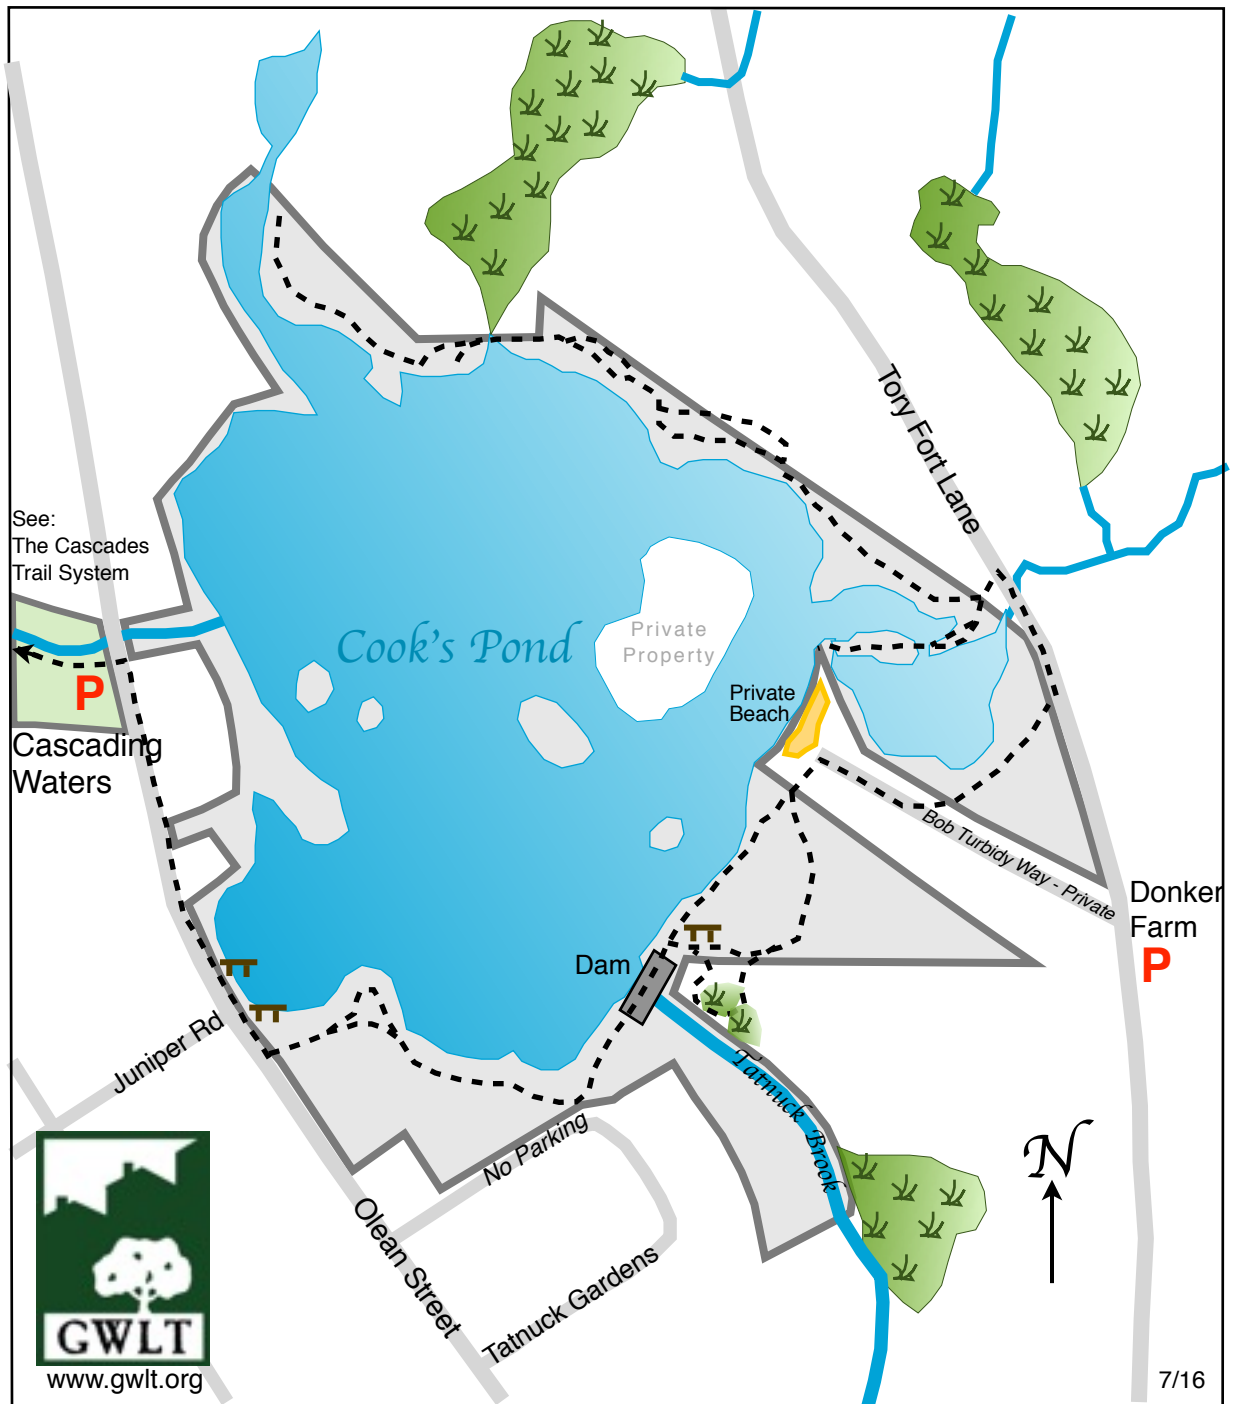 Tory Fort Lane
See:
The Cascades
Trail System
Cook's Pond
Private
Property
Private
Beach
P
Cascading
Waters
Bob Turbidy Way - Private
Donker
Farm
P
Dam
Juniper Rd
Tatnuck Brook
No Parking
N
Olean Street
Tatnuck Gardens
GWLT
www.gwlt.org
7/16